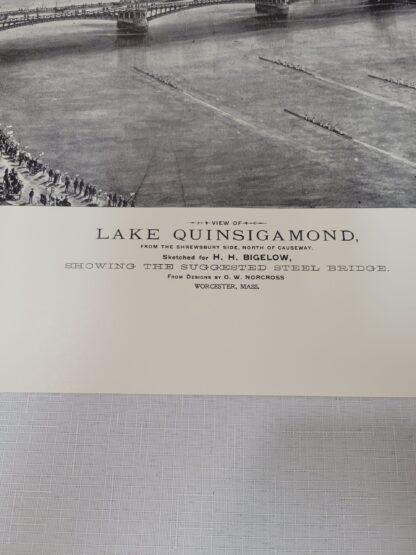 VIEW OF
LAKE QUINSIGAMOND,
FROM THE SHREWSBURY SIDE, NORTH OF CAUSEWAY.
Sketched for H. H. BIGELOW,
SHOWING THE SUGGESTED STEEL BRIDGE.
FROM DESIGNS BY O. W. NORCROSS
WORCESTER, MASS.